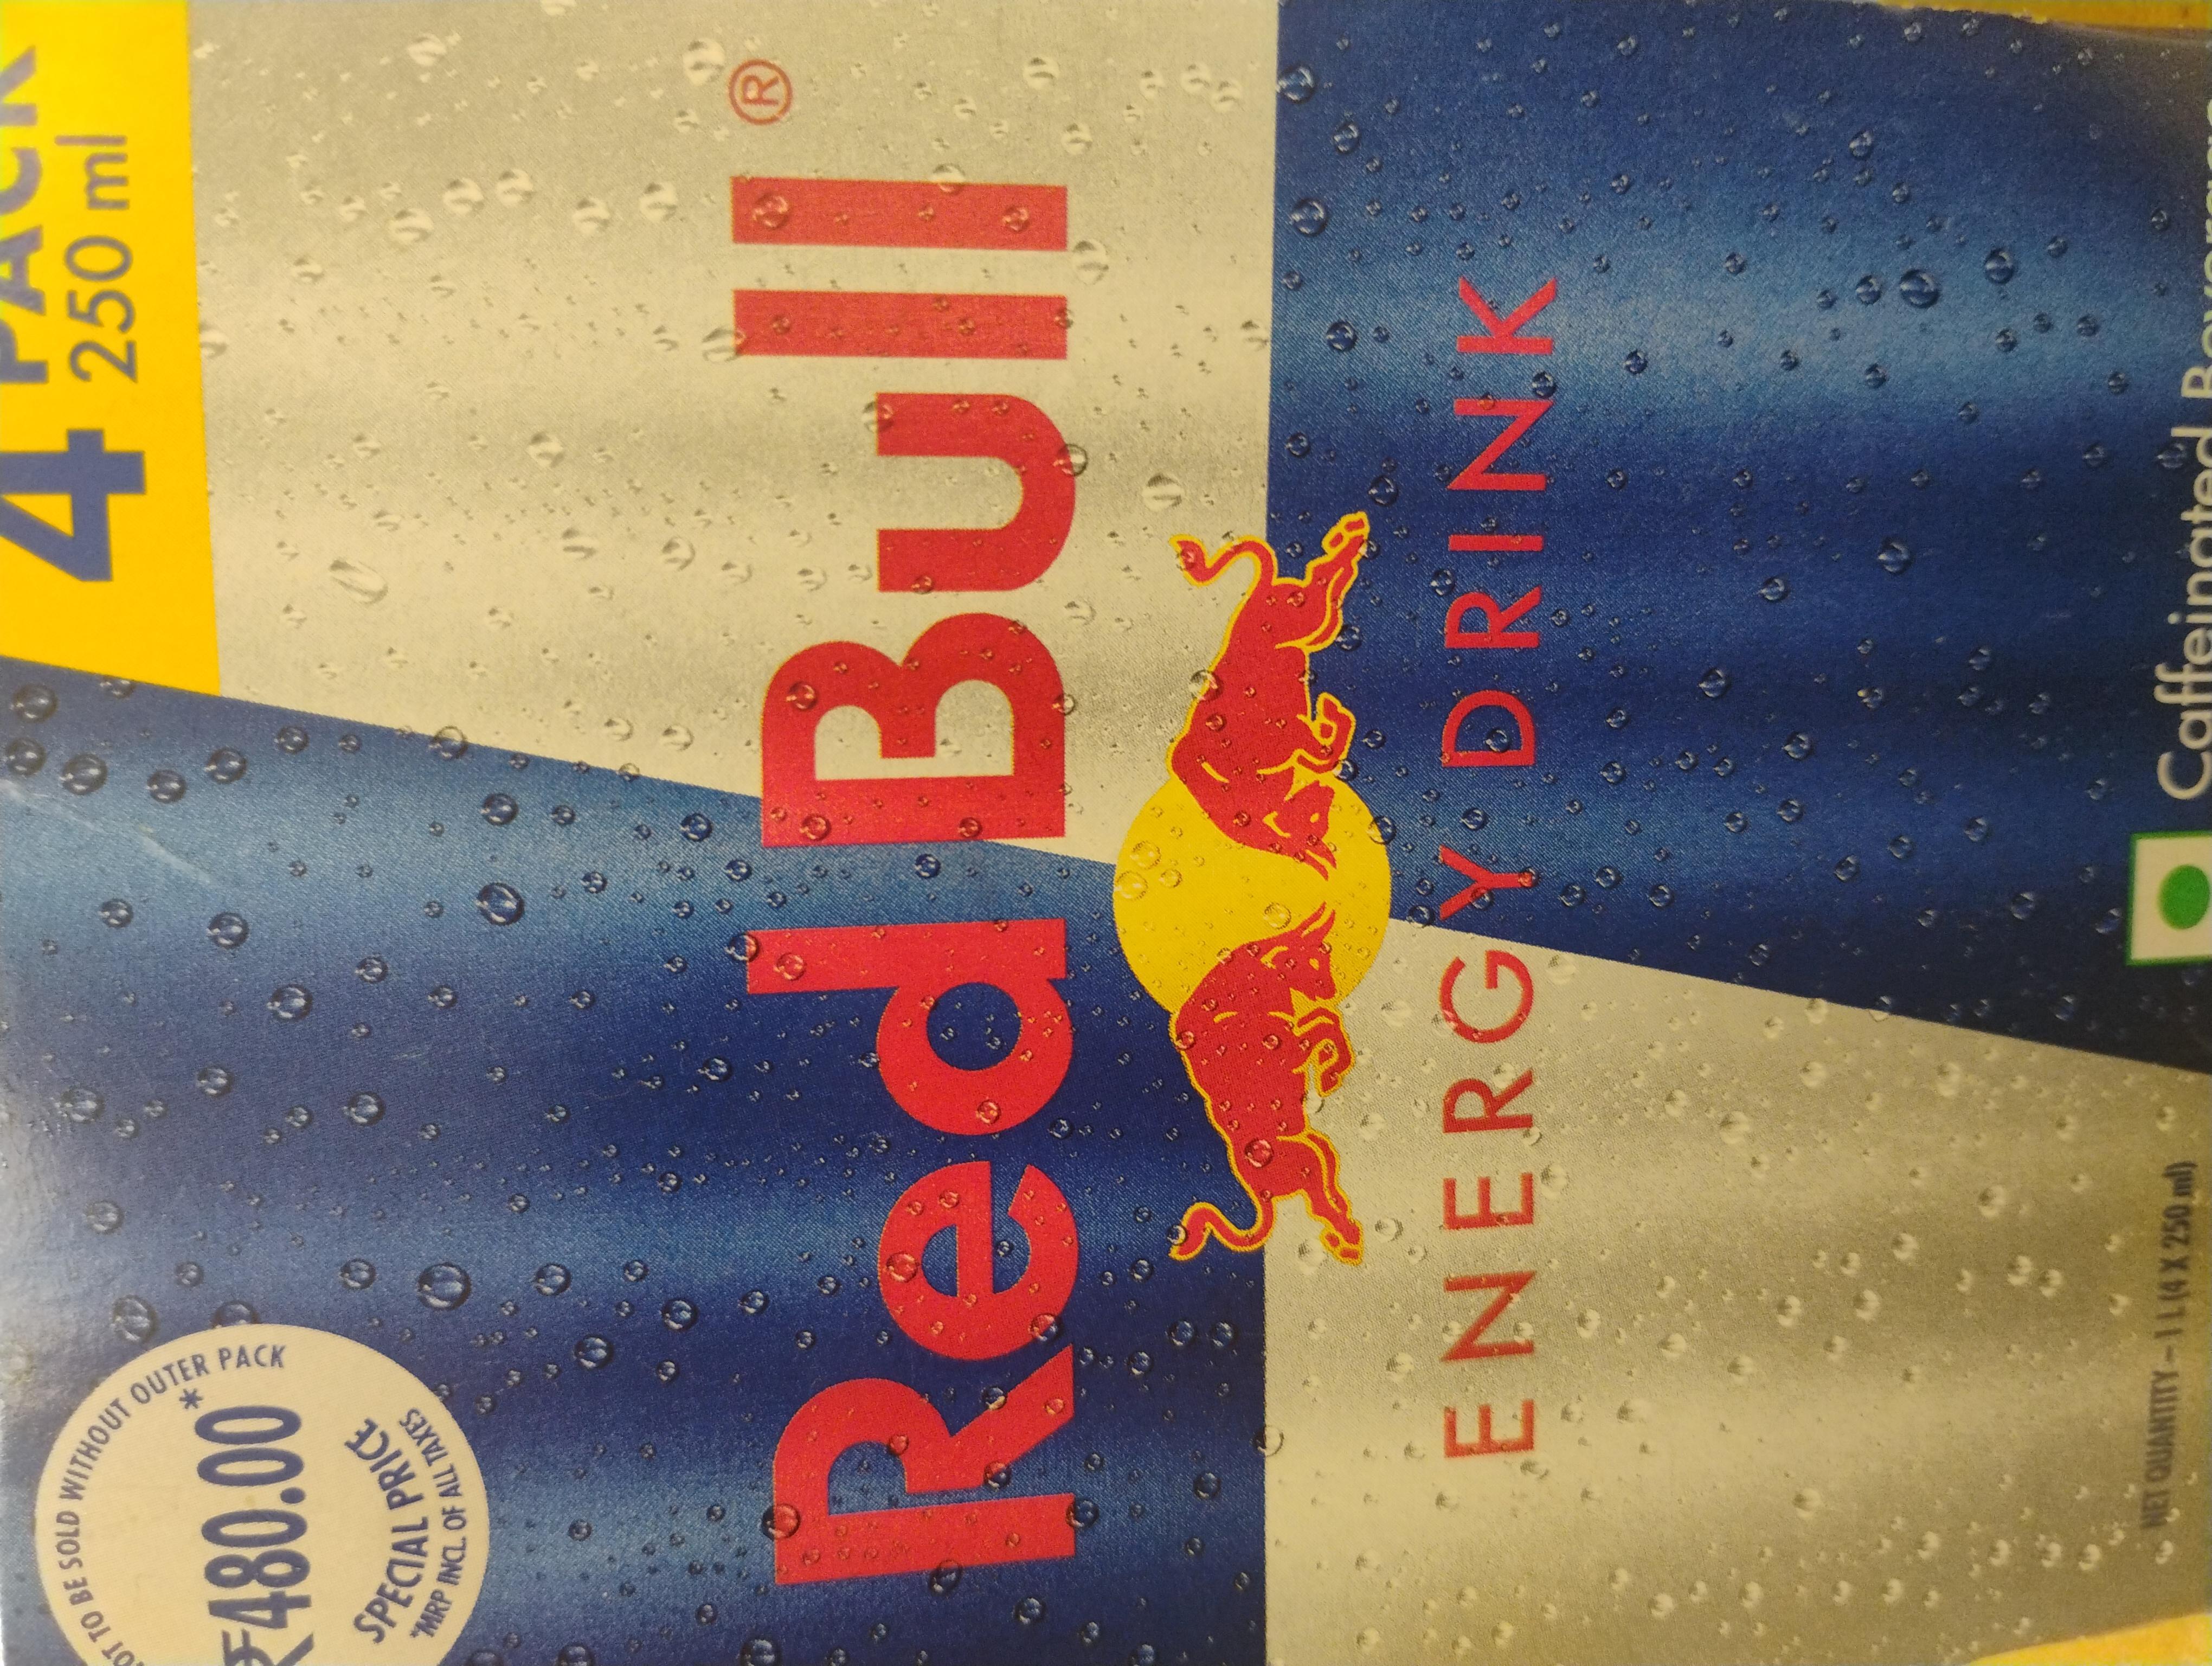 NOT TO BE SOLD WITHOUT OUTER PACK
₹480.00*
SPECIAL PRICE
*MRP INCL. OF ALL TAXES
4 PACK
250 ml
Red Bull®
ENERGY DRINK
NET QUANTITY – 1 L (4 X 250 ml)
Caffeinated Beverage